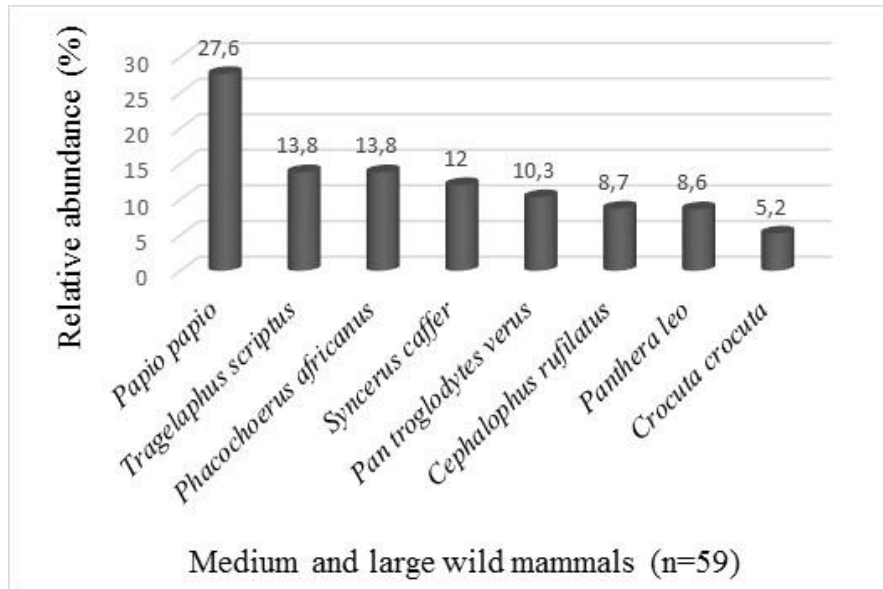 Relative abundance (%)
30
25
20
15
10
5
0
27,6
13,8
13,8
12
10,3
8,7
8,6
5,2
Papio papio
Tragelaphus scriptus
Phacochoerus africanus
Syncerus caffer
Pan troglodytes verus
Cephalophus rufilatus
Panthera leo
Crocuta crocuta
Medium and large wild mammals (n=59)